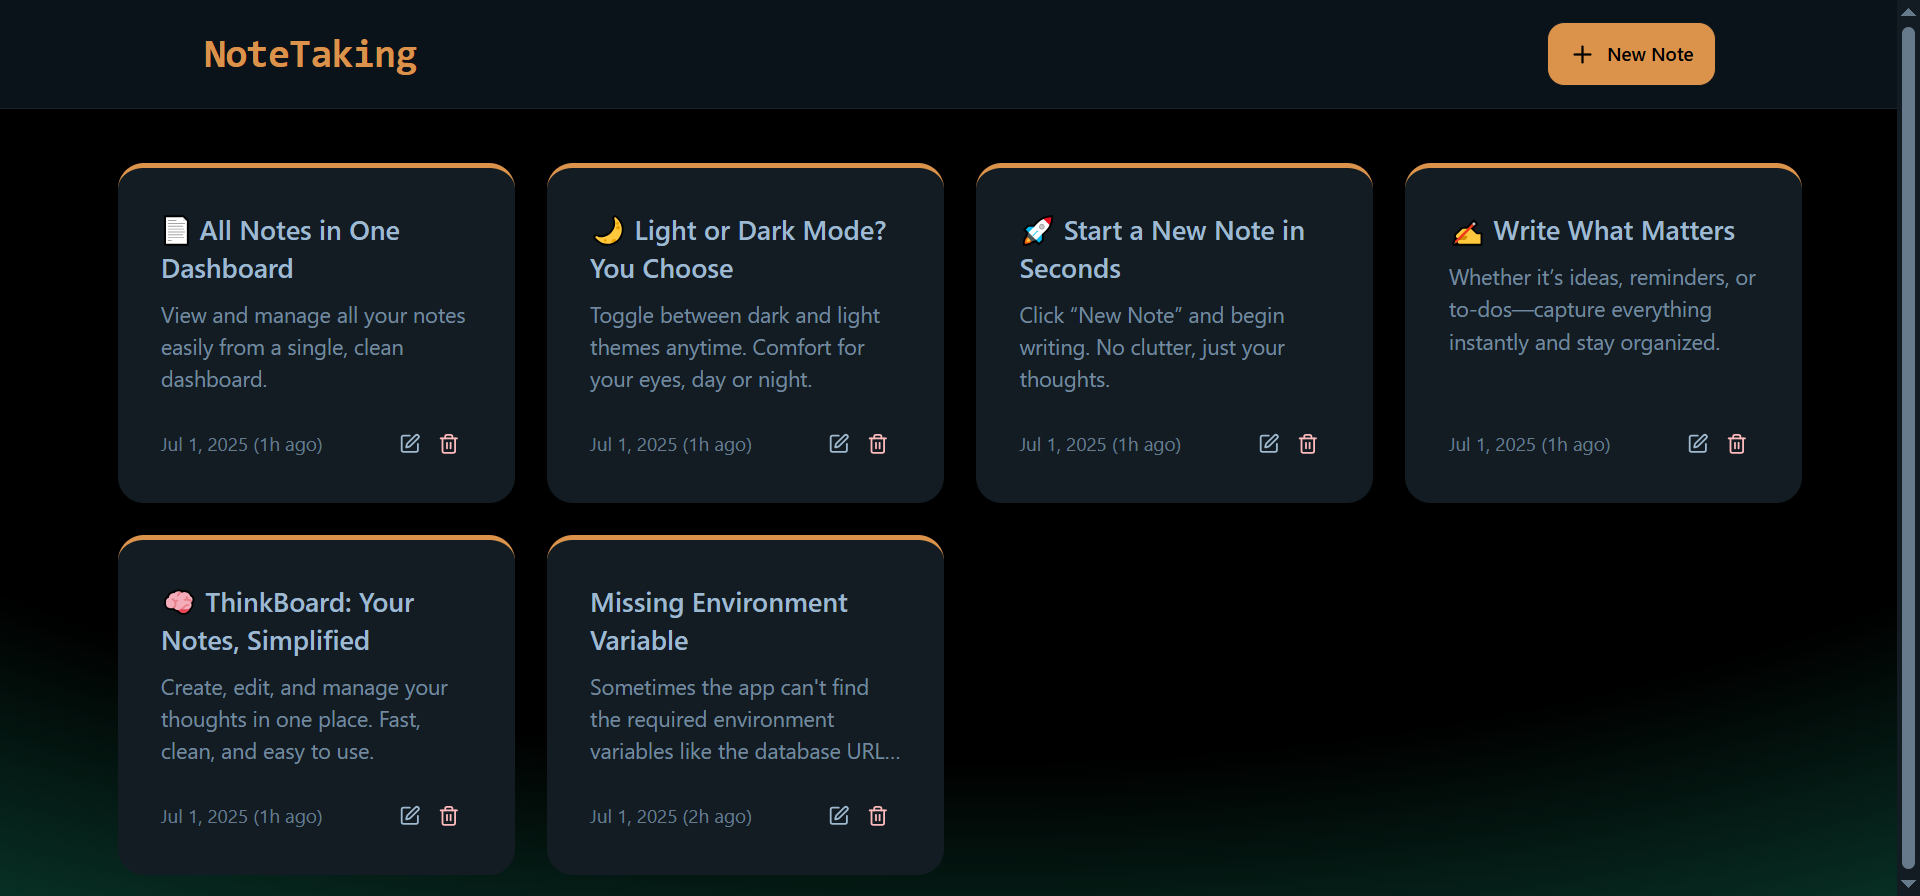 NoteTaking
+ New Note
📄 All Notes in One
Dashboard
View and manage all your notes
easily from a single, clean
dashboard.
Jul 1, 2025 (1h ago)
🌙 Light or Dark Mode?
You Choose
Toggle between dark and light
themes anytime. Comfort for
your eyes, day or night.
Jul 1, 2025 (1h ago)
🚀 Start a New Note in
Seconds
Click “New Note” and begin
writing. No clutter, just your
thoughts.
Jul 1, 2025 (1h ago)
✍️ Write What Matters
Whether it’s ideas, reminders, or
to-dos—capture everything
instantly and stay organized.
Jul 1, 2025 (1h ago)
🧠 ThinkBoard: Your
Notes, Simplified
Create, edit, and manage your
thoughts in one place. Fast,
clean, and easy to use.
Jul 1, 2025 (1h ago)
Missing Environment
Variable
Sometimes the app can't find
the required environment
variables like the database URL...
Jul 1, 2025 (2h ago)